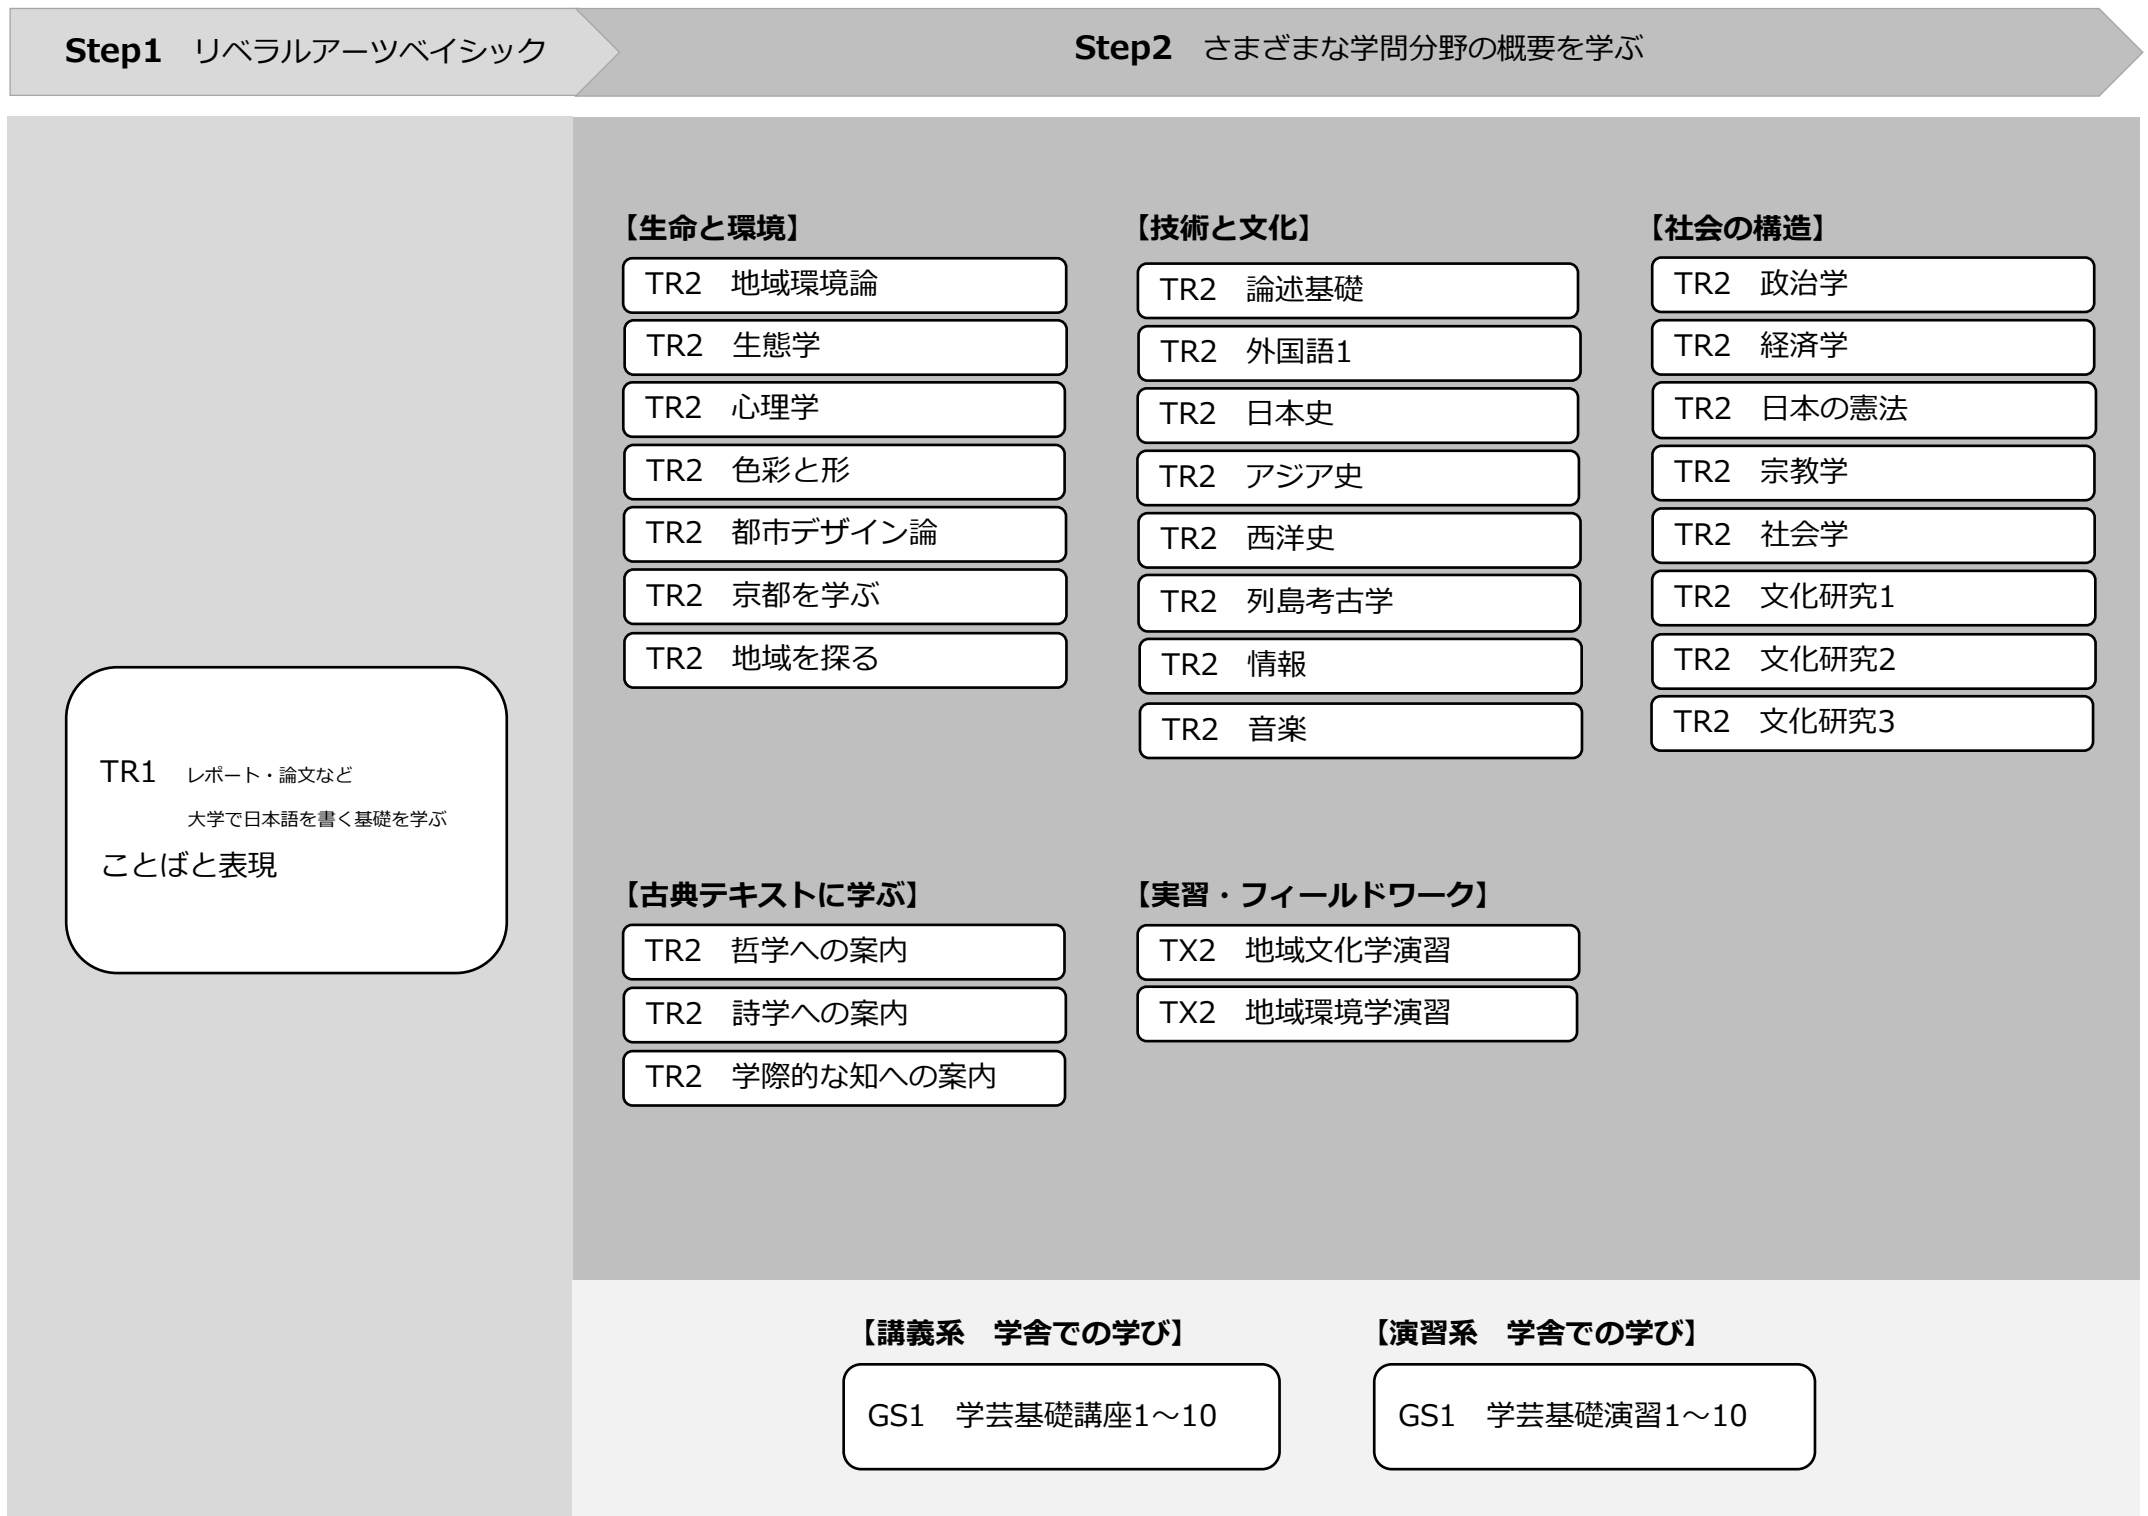 Step1　リベラルアーツベイシック
Step2　さまざまな学問分野の概要を学ぶ
TR1　レポート・論文など
大学で日本語を書く基礎を学ぶ
ことばと表現
【生命と環境】
TR2　地域環境論
TR2　生態学
TR2　心理学
TR2　色彩と形
TR2　都市デザイン論
TR2　京都を学ぶ
TR2　地域を探る
【技術と文化】
TR2　論述基礎
TR2　外国語1
TR2　日本史
TR2　アジア史
TR2　西洋史
TR2　列島考古学
TR2　情報
TR2　音楽
【社会の構造】
TR2　政治学
TR2　経済学
TR2　日本の憲法
TR2　宗教学
TR2　社会学
TR2　文化研究1
TR2　文化研究2
TR2　文化研究3
【古典テキストに学ぶ】
TR2　哲学への案内
TR2　詩学への案内
TR2　学際的な知への案内
【実習・フィールドワーク】
TX2　地域文化学演習
TX2　地域環境学演習
【講義系　学舎での学び】
GS1　学芸基礎講座1～10
【演習系　学舎での学び】
GS1　学芸基礎演習1～10